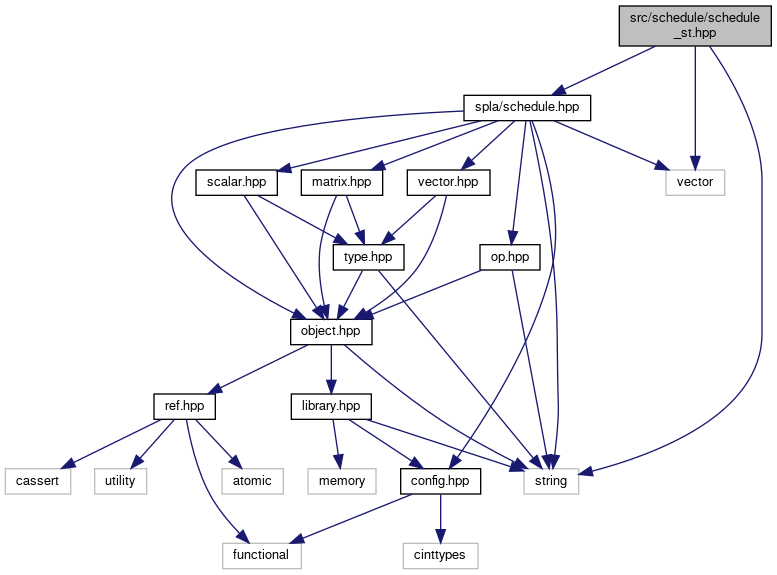 src/schedule/schedule
_st.hpp
spla/schedule.hpp
scalar.hpp
matrix.hpp
vector.hpp
vector
type.hpp
op.hpp
object.hpp
ref.hpp
library.hpp
cassert
utility
atomic
memory
config.hpp
string
functional
cinttypes